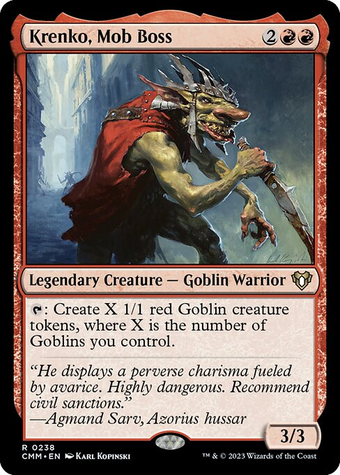 Krenko, Mob Boss 2
Legendary Creature — Goblin Warrior
: Create X 1/1 red Goblin creature
tokens, where X is the number of
Goblins you control.
“He displays a perverse charisma fueled
by avarice. Highly dangerous. Recommend
civil sanctions.”
—Agmand Sarv, Azorius hussar
3/3
R 0238
CMM • EN Karl Kopinski
™ & © 2023 Wizards of the Coast